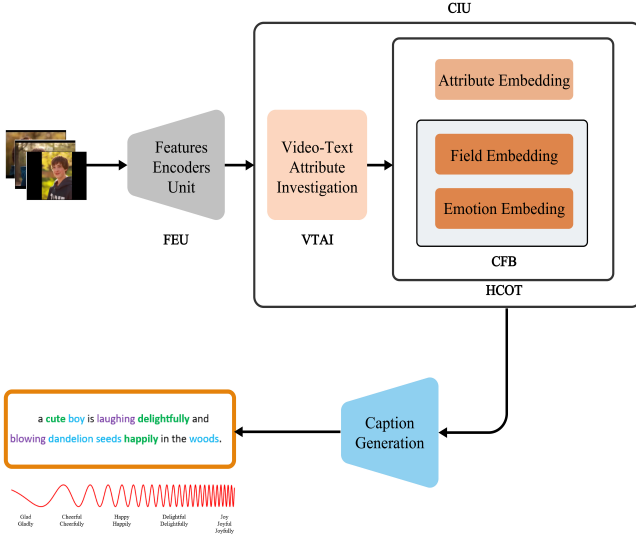 CIU
Attribute Embedding
Features
Encoders
Unit
Video-Text
Attribute
Investigation
Field Embedding
Emotion Embeding
FEU
VTAI
CFB
HCOT
a cute boy is laughing delightfully and
blowing dandelion seeds happily in the woods.
Caption
Generation
Glad
Gladly
Cheerful
Cheerfully
Happy
Happily
Delightful
Delightfully
Joy
Joyful
Joyfully